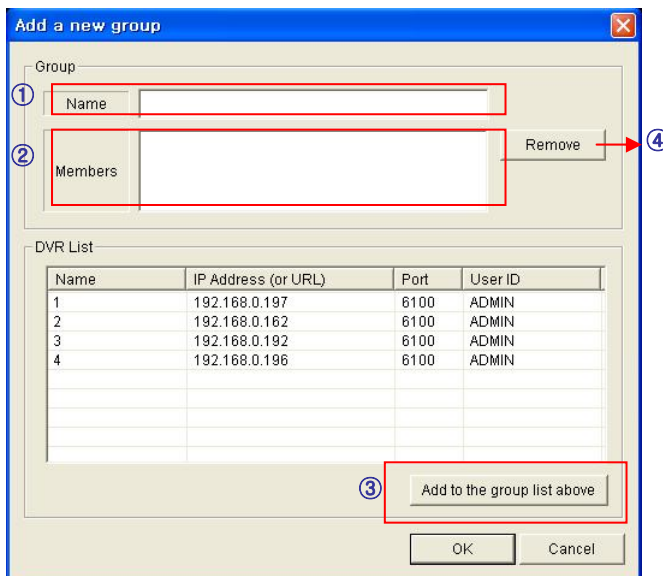 Add a new group
Group
① Name
② Members
Remove ④
DVR List
Name IP Address (or URL) Port User ID
1 192.168.0.197 6100 ADMIN
2 192.168.0.162 6100 ADMIN
3 192.168.0.192 6100 ADMIN
4 192.168.0.196 6100 ADMIN
③ Add to the group list above
OK Cancel